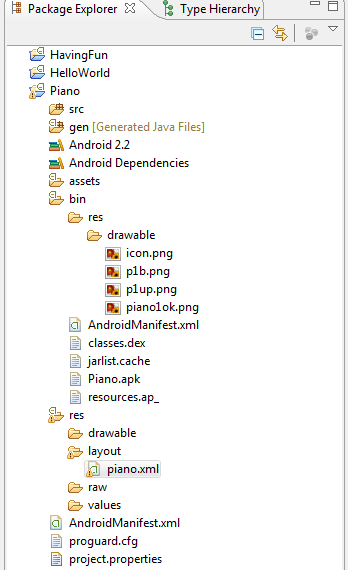 Package Explorer Type Hierarchy
HavingFun
HelloWorld
Piano
src
gen [Generated Java Files]
Android 2.2
Android Dependencies
assets
bin
res
drawable
icon.png
p1b.png
p1up.png
piano1ok.png
AndroidManifest.xml
classes.dex
jarlist.cache
Piano.apk
resources.ap_
res
drawable
layout
piano.xml
raw
values
AndroidManifest.xml
proguard.cfg
project.properties